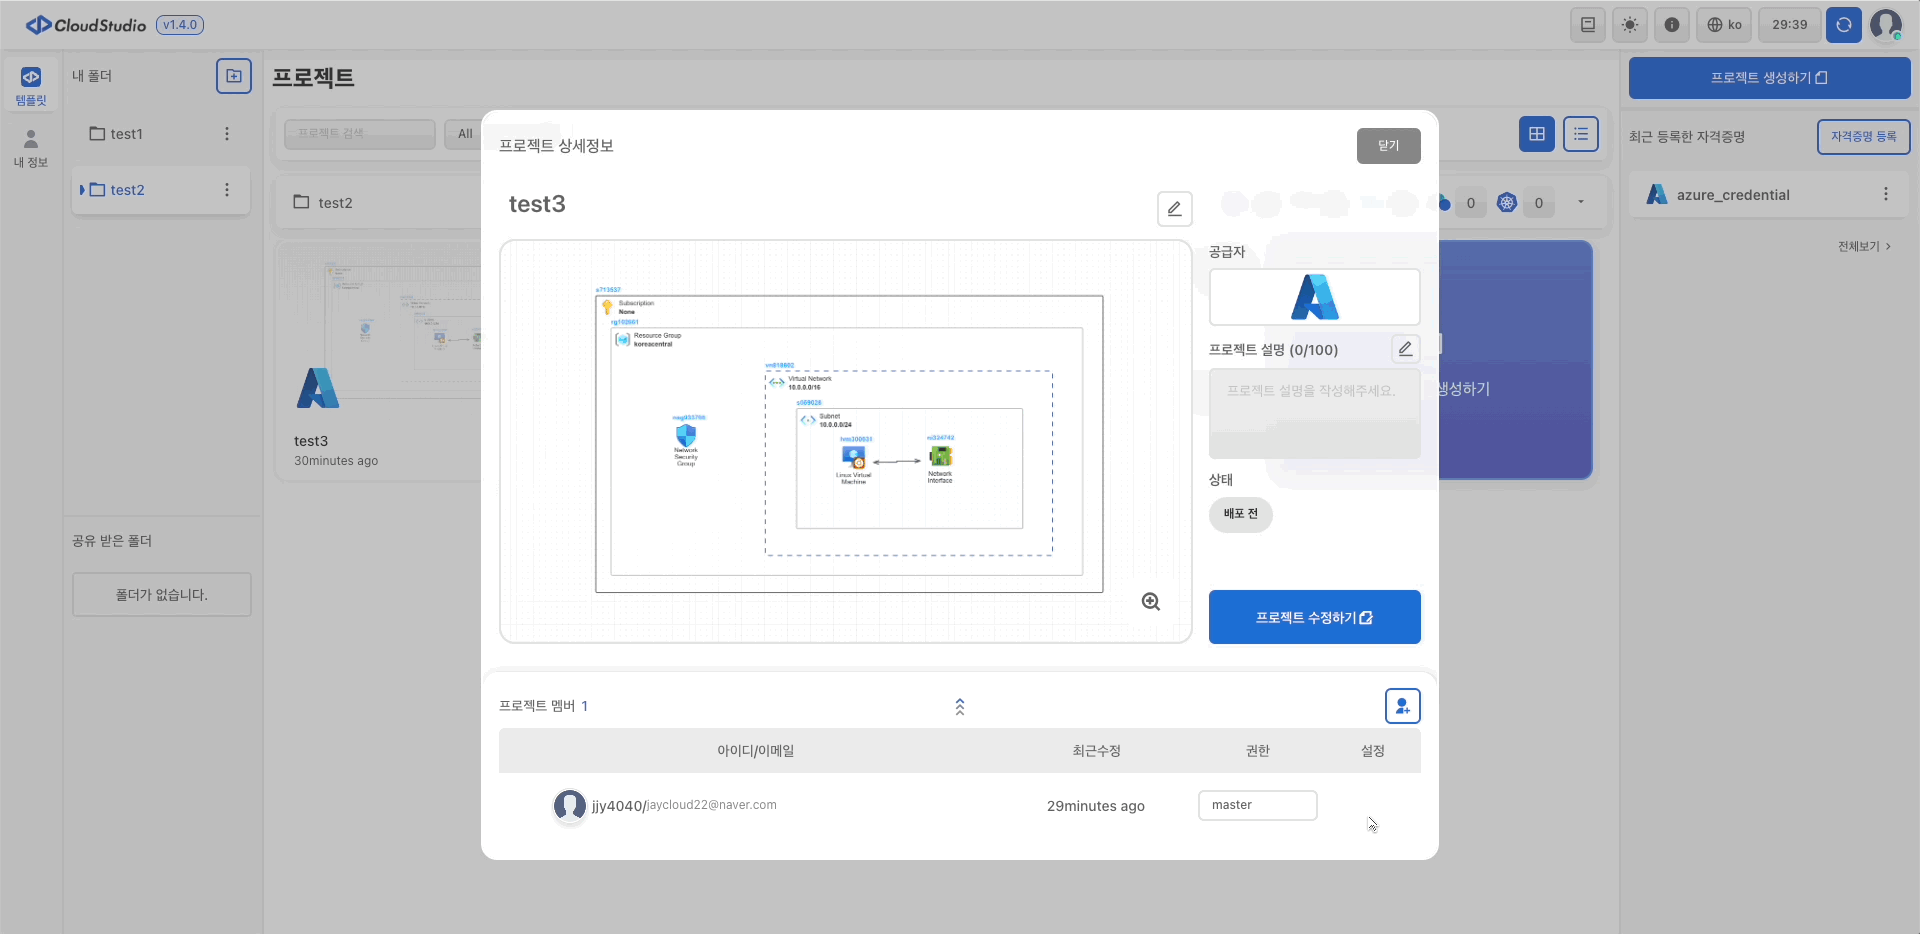 CloudStudio v1.4.0
ko
29:39
템플릿
내 정보
내 폴더
test1
test2
공유 받은 폴더
폴더가 없습니다.
프로젝트
프로젝트 검색
All
test2
0
0
test3
30minutes ago
생성하기
프로젝트 생성하기
최근 등록한 자격증명
자격증명 등록
azure_credential
전체보기
프로젝트 상세정보
닫기
test3
Subscription
None
Resource Group
koreacentral
Virtual Network
10.0.0.0/16
Subnet
10.0.0.0/24
Network
Security
Group
Linux Virtual
Machine
Network
Interface
공급자
프로젝트 설명 (0/100)
프로젝트 설명을 작성해주세요.
상태
배포 전
프로젝트 수정하기
프로젝트 멤버 1
아이디/이메일
최근수정
권한
설정
jjy4040/jaycloud22@naver.com
29minutes ago
master